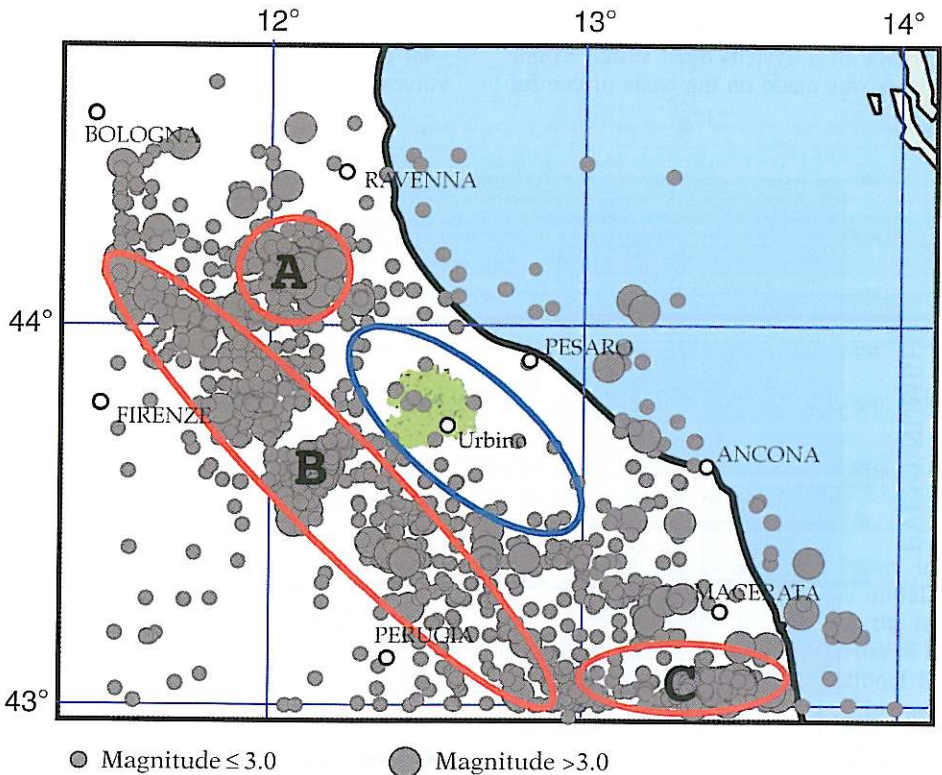 12° 13° 14°
BOLOGNA
RAVENNA
A
44°
PESARO
FIRENZE
Urbino
ANCONA
B
MACERATA
PERUGIA
C
43°
Magnitude ≤ 3.0 Magnitude >3.0